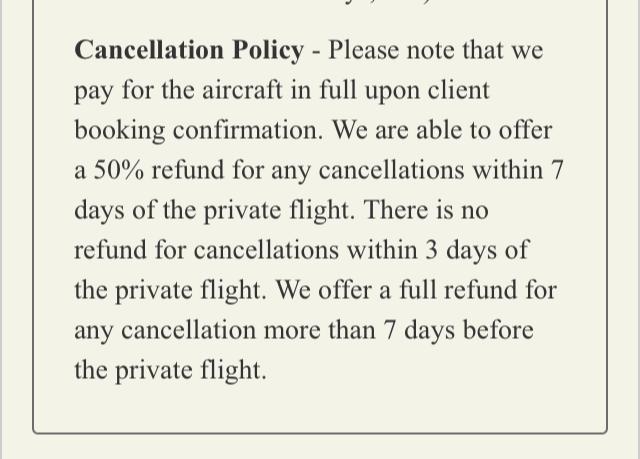 Cancellation Policy - Please note that we
pay for the aircraft in full upon client
booking confirmation. We are able to offer
a 50% refund for any cancellations within 7
days of the private flight. There is no
refund for cancellations within 3 days of
the private flight. We offer a full refund for
any cancellation more than 7 days before
the private flight.